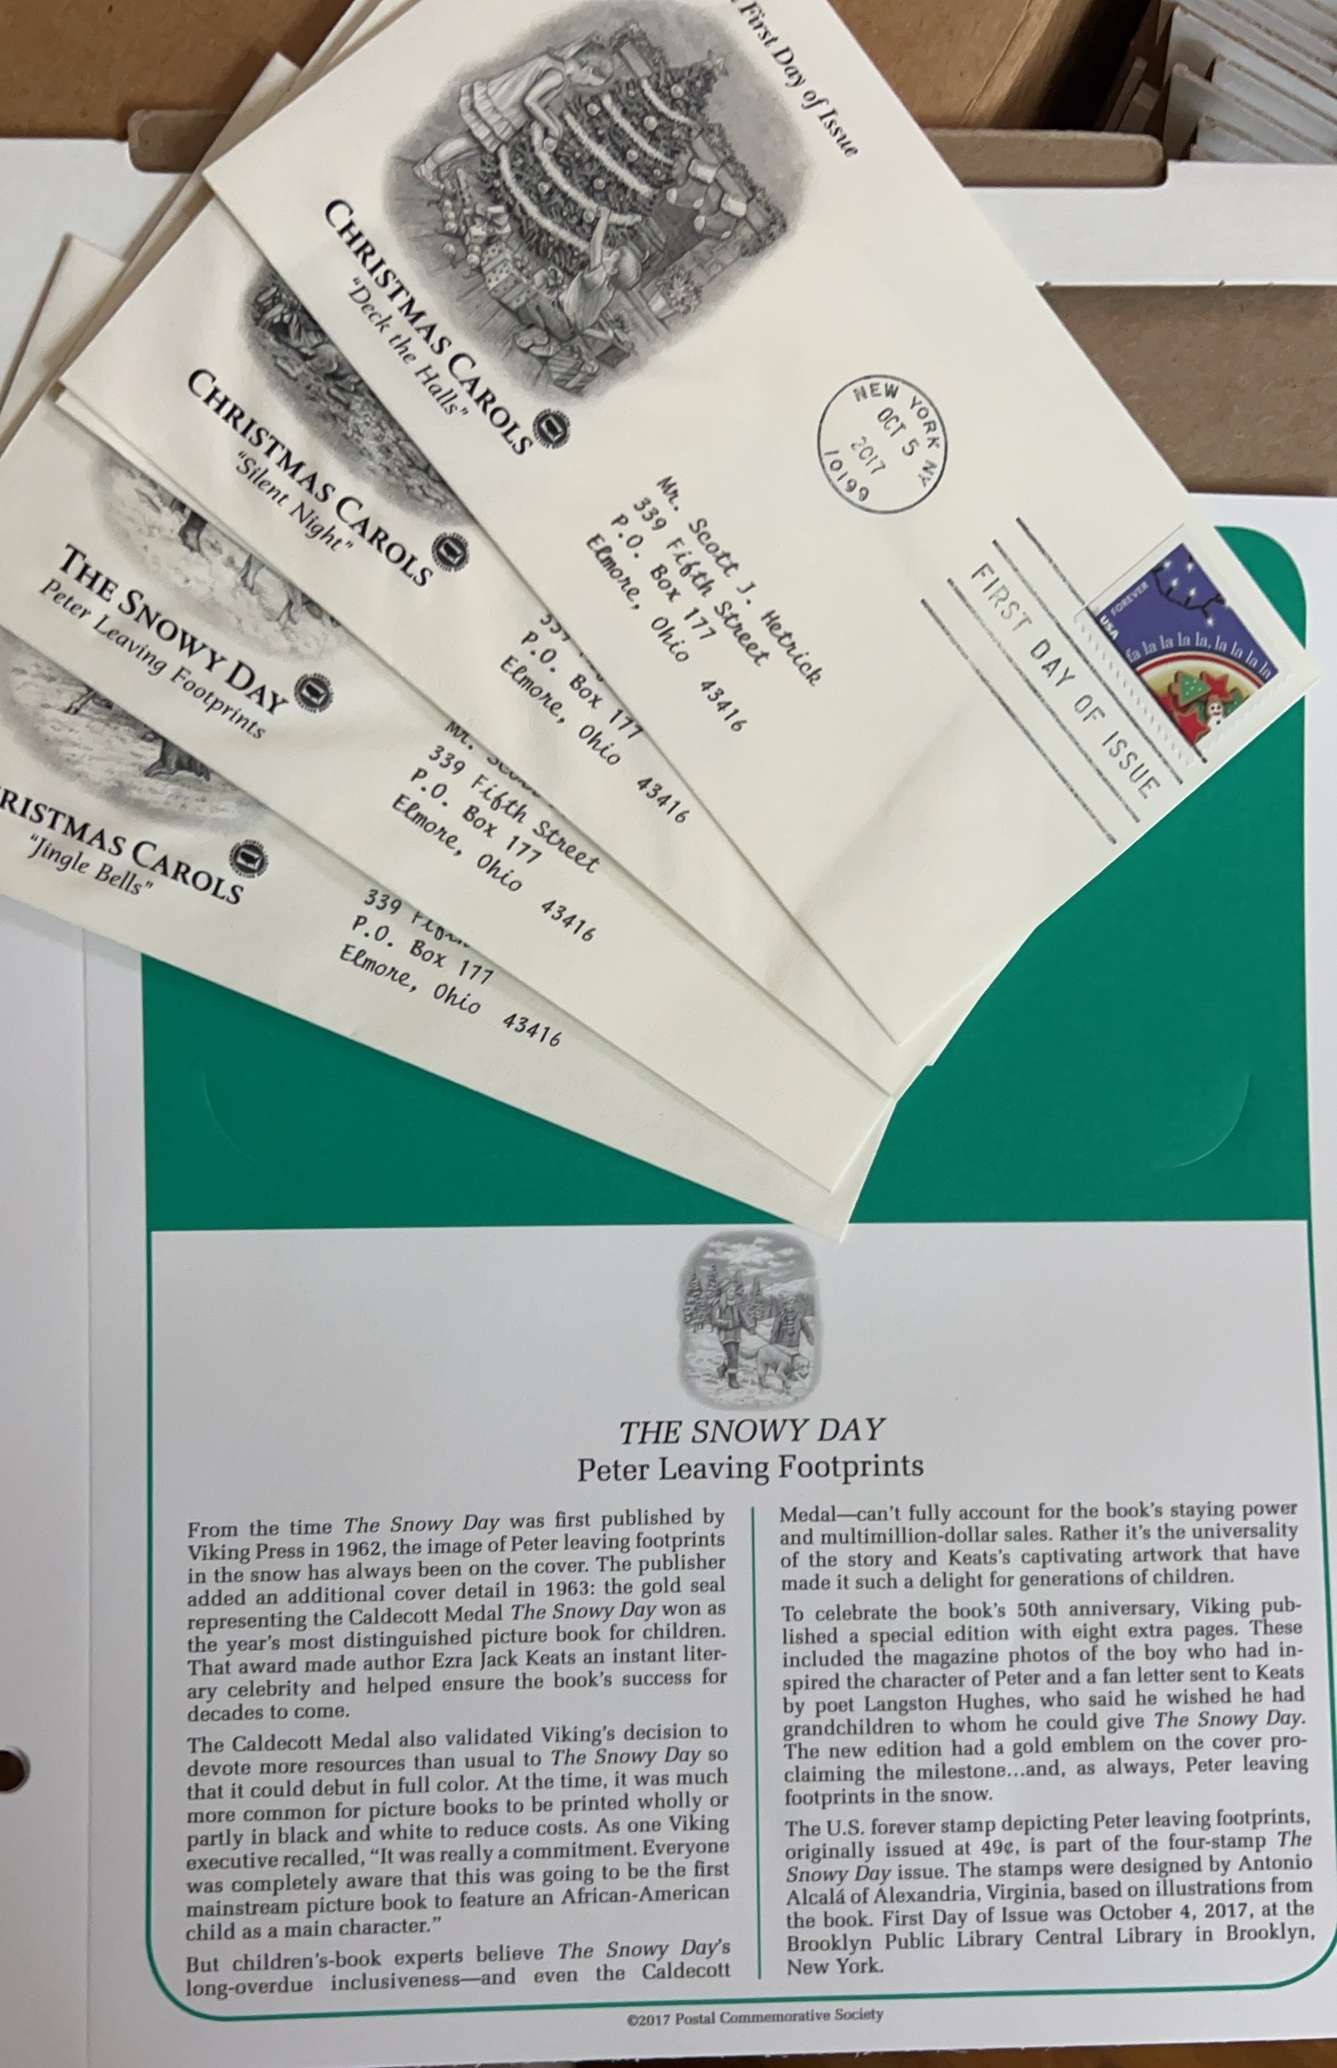 First Day of Issue
CHRISTMAS CAROLS
"Deck the Halls"
NEW YORK NY
OCT 5
2017
10199
Mr. Scott J. Hetrick
339 Fifth Street
P.O. Box 177
Elmore, Ohio 43416
FIRST DAY OF ISSUE
FOREVER
USA
fa la la la la, la la la la
CHRISTMAS CAROLS
"Silent Night"
P.O. Box 177
Elmore, Ohio 43416
THE SNOWY DAY
Peter Leaving Footprints
Mr.
339 Fifth Street
P.O. Box 177
Elmore, Ohio 43416
RISTMAS CAROLS
"Jingle Bells"
339
P.O. Box 177
Elmore, Ohio 43416
THE SNOWY DAY
Peter Leaving Footprints
From the time The Snowy Day was first published by
Viking Press in 1962, the image of Peter leaving footprints
in the snow has always been on the cover. The publisher
added an additional cover detail in 1963: the gold seal
representing the Caldecott Medal The Snowy Day won as
the year's most distinguished picture book for children.
That award made author Ezra Jack Keats an instant liter-
ary celebrity and helped ensure the book's success for
decades to come.
The Caldecott Medal also validated Viking's decision to
devote more resources than usual to The Snowy Day so
that it could debut in full color. At the time, it was much
more common for picture books to be printed wholly or
partly in black and white to reduce costs. As one Viking
executive recalled, "It was really a commitment. Everyone
was completely aware that this was going to be the first
mainstream picture book to feature an African-American
child as a main character."
But children's-book experts believe The Snowy Day's
long-overdue inclusiveness—and even the Caldecott
Medal—can't fully account for the book's staying power
and multimillion-dollar sales. Rather it's the universality
of the story and Keats's captivating artwork that have
made it such a delight for generations of children.
To celebrate the book's 50th anniversary, Viking pub-
lished a special edition with eight extra pages. These
included the magazine photos of the boy who had in-
spired the character of Peter and a fan letter sent to Keats
by poet Langston Hughes, who said he wished he had
grandchildren to whom he could give The Snowy Day.
The new edition had a gold emblem on the cover pro-
claiming the milestone...and, as always, Peter leaving
footprints in the snow.
The U.S. forever stamp depicting Peter leaving footprints,
originally issued at 49¢, is part of the four-stamp The
Snowy Day issue. The stamps were designed by Antonio
Alcalá of Alexandria, Virginia, based on illustrations from
the book. First Day of Issue was October 4, 2017, at the
Brooklyn Public Library Central Library in Brooklyn,
New York.
©2017 Postal Commemorative Society